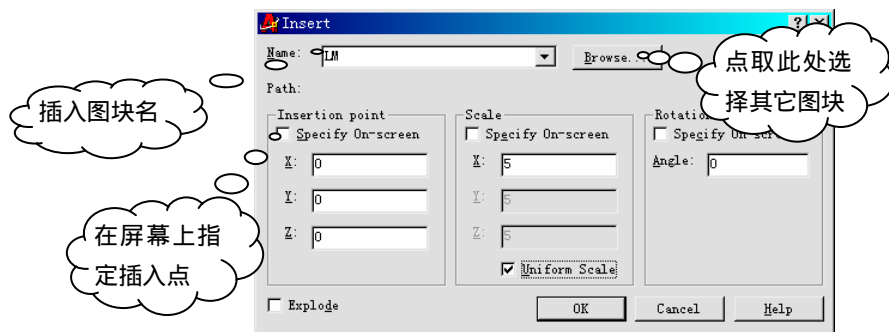 Insert
Name: LM Browse...
点取此处选
择其它图块
Path:
插入图块名
Insertion point Scale
Specify On-screen Specify On-screen
X: 0 X: 5 Angle: 0
Y: 0 Y: 5
Z: 0 Z: 5
在屏幕上指
定插入点
Uniform Scale
Explode OK Cancel Help